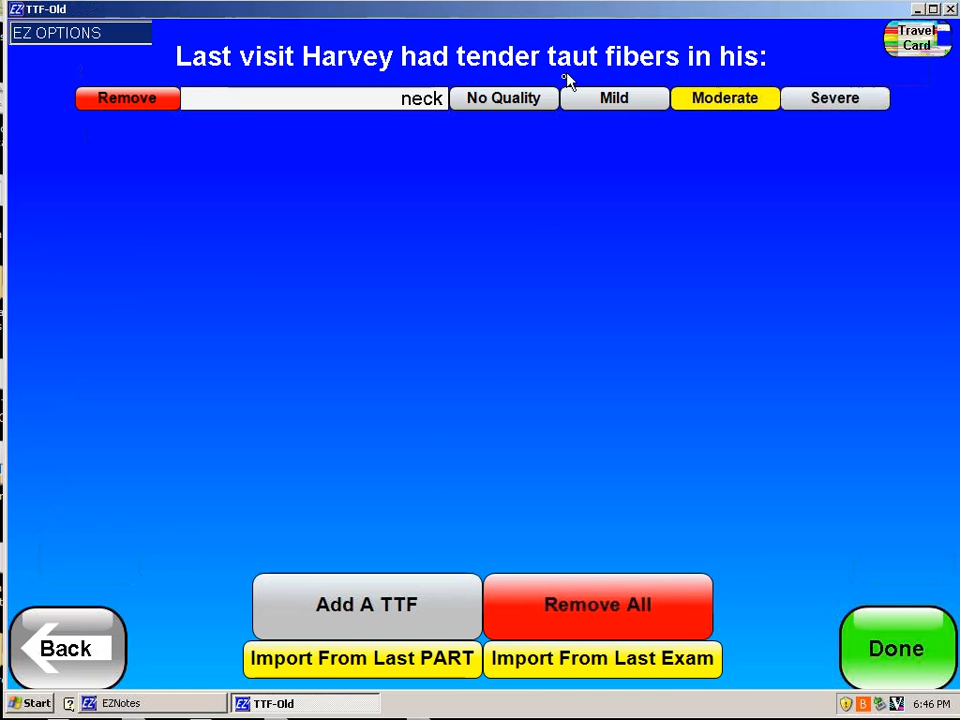 TTF-Old
EZ OPTIONS
Travel
Card
Last visit Harvey had tender taut fibers in his:
Remove neck No Quality Mild Moderate Severe
Add A TTF Remove All
Back Import From Last PART Import From Last Exam Done
Start EZNotes TTF-Old 6:46 PM